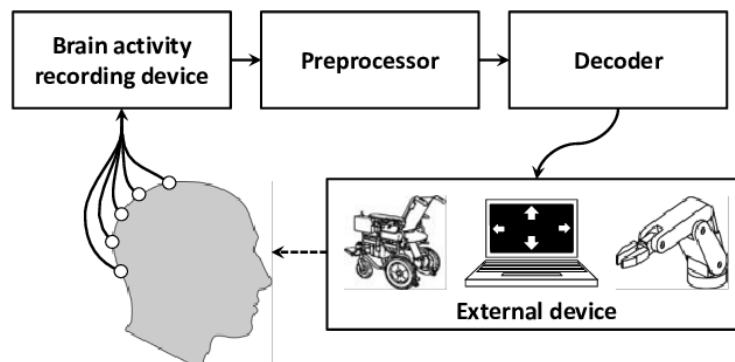 Brain activity
recording device
Preprocessor
Decoder
External device